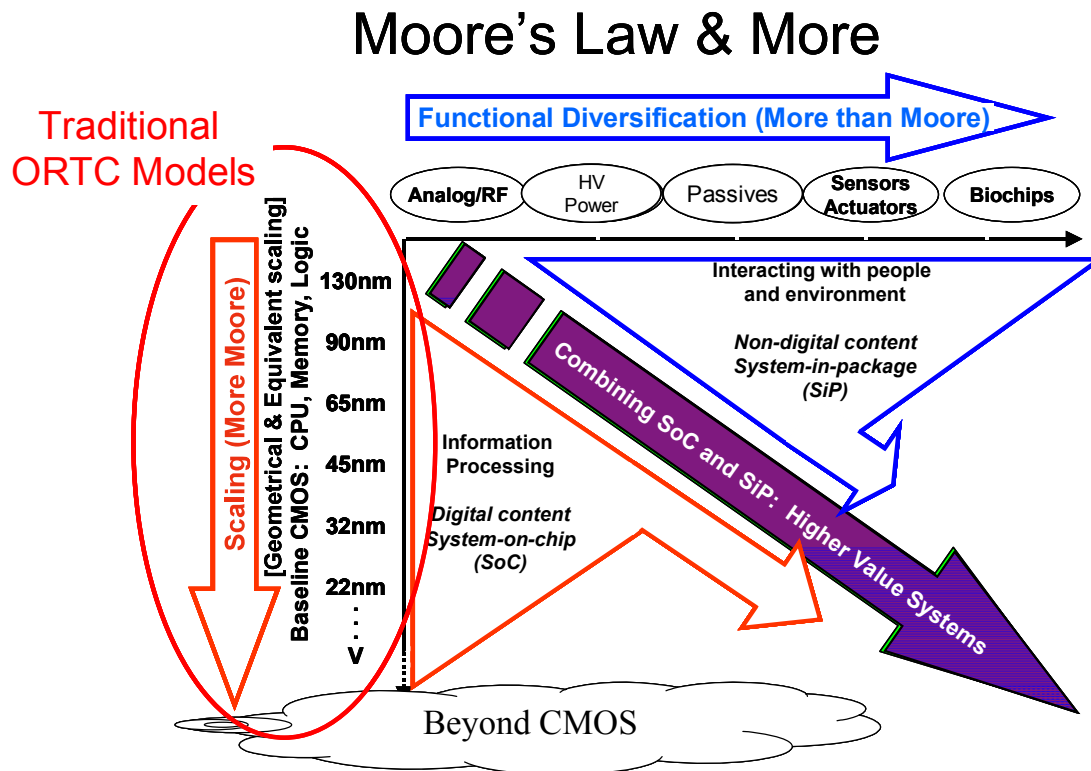 Moore's Law & More
Traditional
ORTC Models
Functional Diversification (More than Moore)
Analog/RF
HV
Power
Passives
Sensors
Actuators
Biochips
Scaling (More Moore)
[Geometrical & Equivalent scaling]
Baseline CMOS: CPU, Memory, Logic
130nm
90nm
65nm
45nm
32nm
22nm
.
.
.
.
V
Interacting with people
and environment
Non-digital content
System-in-package
(SiP)
Combining SoC and SiP: Higher Value Systems
Information
Processing
Digital content
System-on-chip
(SoC)
Beyond CMOS